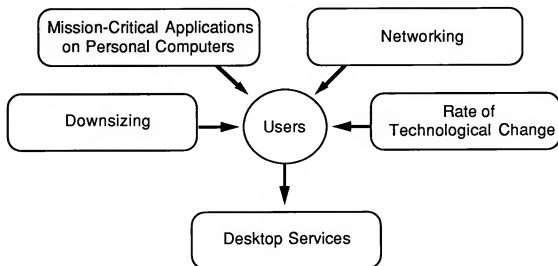 Mission-Critical Applications
on Personal Computers
Networking
Downsizing
Users
Rate of
Technological Change
Desktop Services